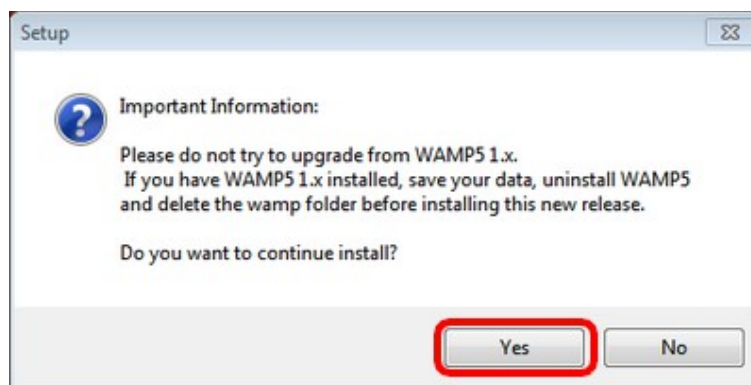 Setup
Important Information:
Please do not try to upgrade from WAMP5 1.x.
If you have WAMP5 1.x installed, save your data, uninstall WAMP5
and delete the wamp folder before installing this new release.
Do you want to continue install?
Yes
No